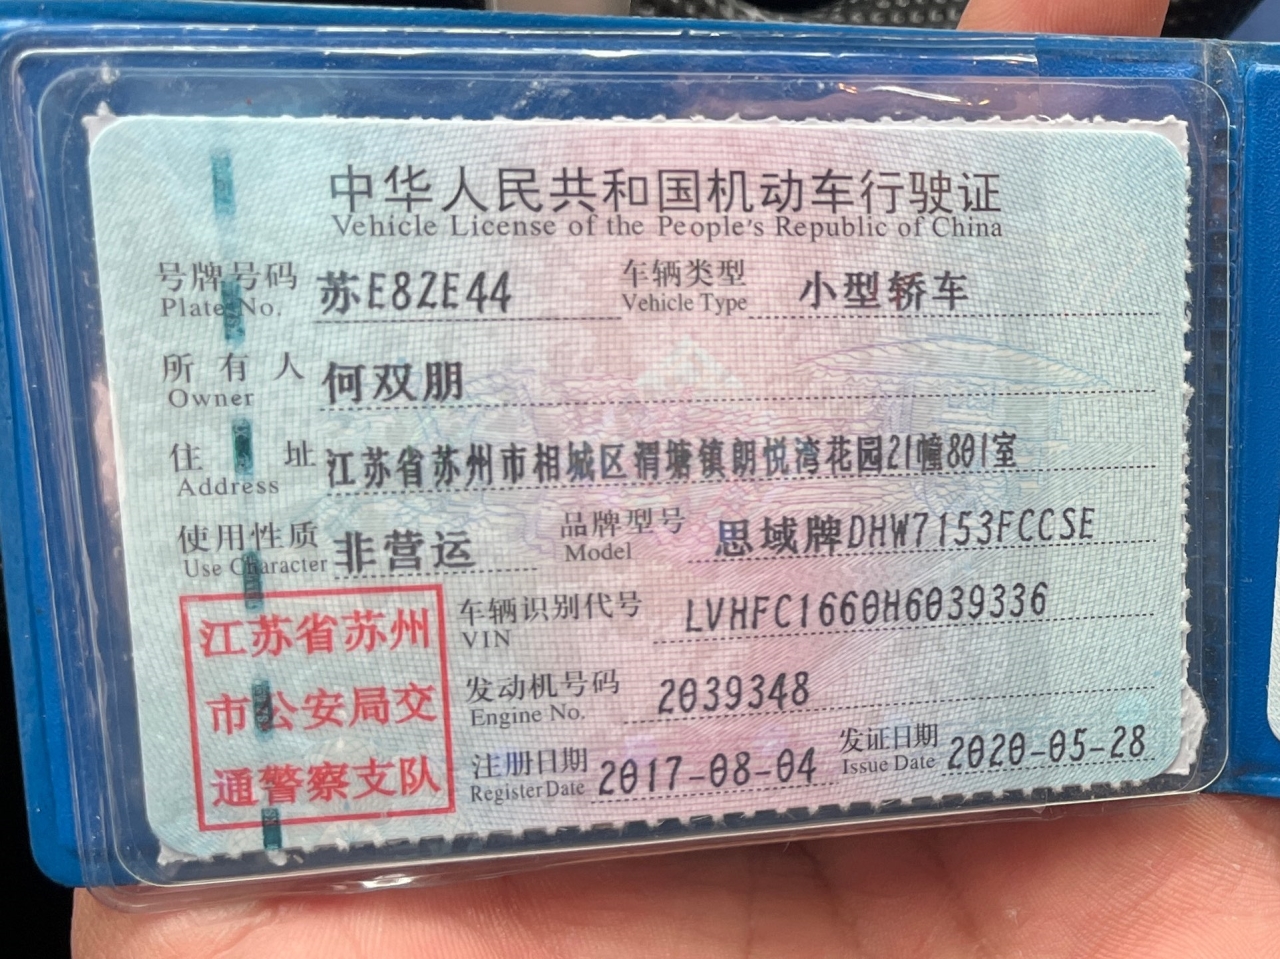 中华人民共和国机动车行驶证
Vehicle License of the People's Republic of China
号牌号码 苏E8ZE44 车辆类型 小型轿车
Plate No. Vehicle Type
所有人 何双朋
Owner
住址 江苏省苏州市相城区渭塘镇朗悦湾花园21幢801室
Address
使用性质 非营运 品牌型号 思域牌DHW7153FCCSE
Use Character Model
车辆识别代号 LVHFC1660H6039336
VIN
发动机号码 2039348
Engine No.
注册日期 2017-08-04 发证日期 2020-05-28
Register Date Issue Date
江苏省苏州
市公安局交
通警察支队